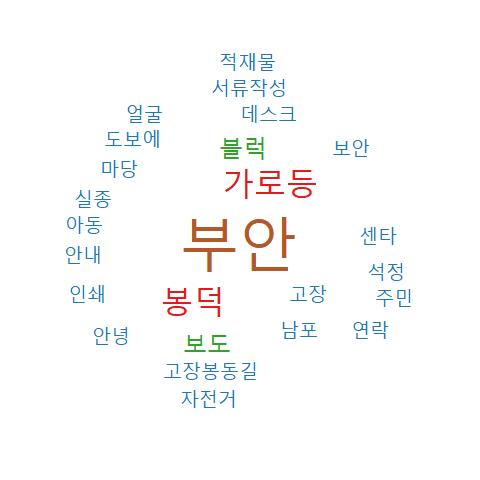 적재물
서류작성
얼굴
데스크
도보에
블럭
보안
마당
가로등
실종
아동
부안
센타
안내
석정
인쇄
봉덕
고장
주민
안녕
보도
남포
연락
고장봉동길
자전거